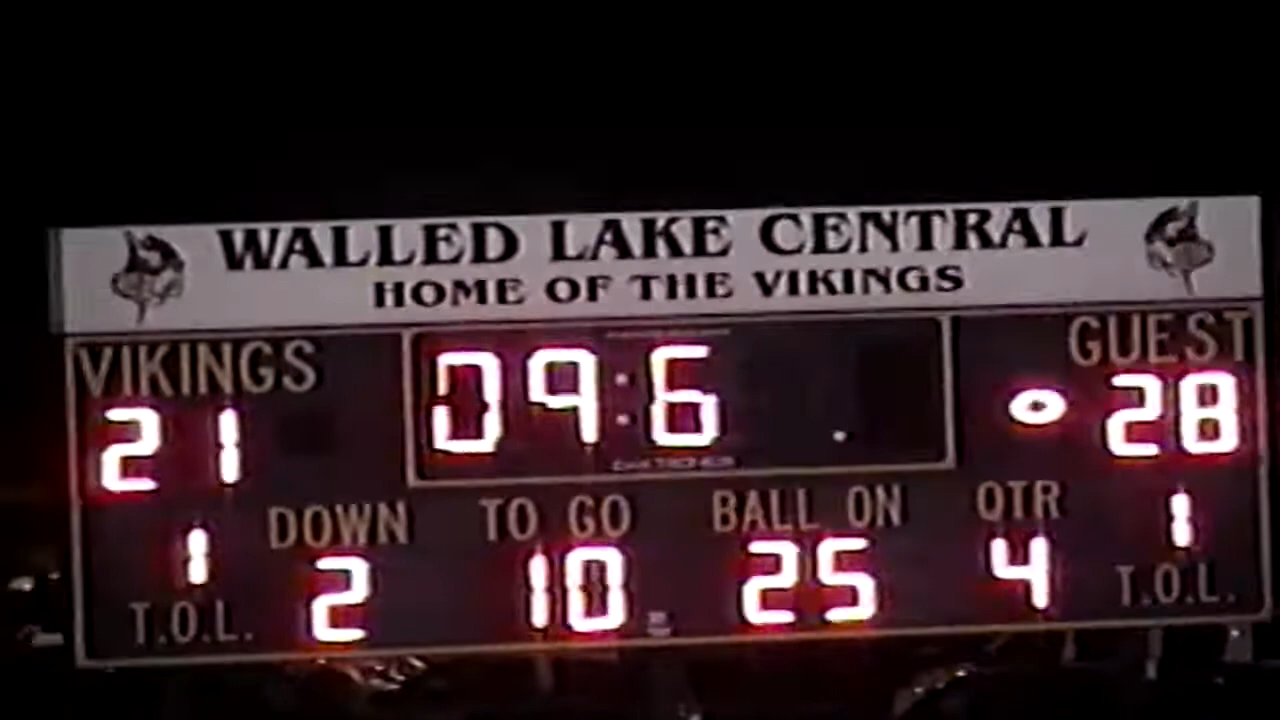 WALLED LAKE CENTRAL
HOME OF THE VIKINGS
VIKINGS 09:6 GUEST
21 28
DOWN TO GO BALL ON QTR
1 2 10 25 4 1
T.O.L. T.O.L.